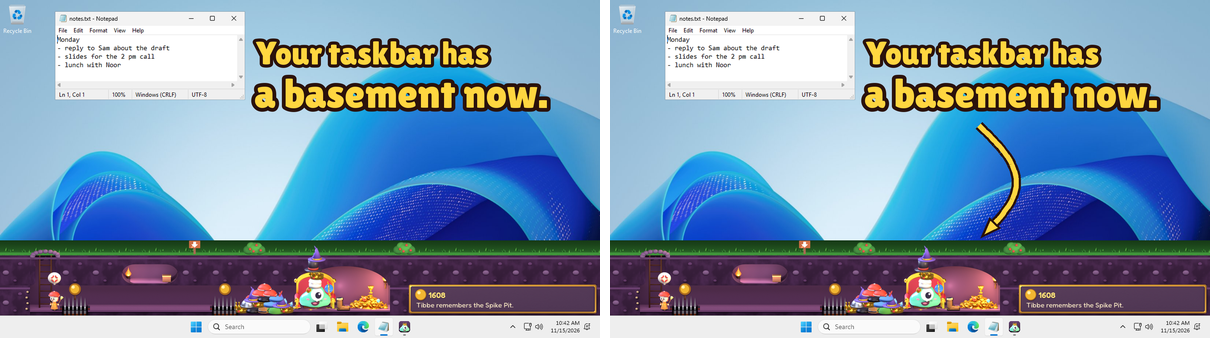 Recycle Bin
notes.txt - Notepad
File Edit Format View Help
Monday
- reply to Sam about the draft
- slides for the 2 pm call
- lunch with Noor
Ln 1, Col 1 100% Windows (CRLF) UTF-8
Your taskbar has
a basement now.
1608
Tibbe remembers the Spike Pit.
Search
10:42 AM
11/15/2026
Recycle Bin
notes.txt - Notepad
File Edit Format View Help
Monday
- reply to Sam about the draft
- slides for the 2 pm call
- lunch with Noor
Ln 1, Col 1 100% Windows (CRLF) UTF-8
Your taskbar has
a basement now.
1608
Tibbe remembers the Spike Pit.
Search
10:42 AM
11/15/2026